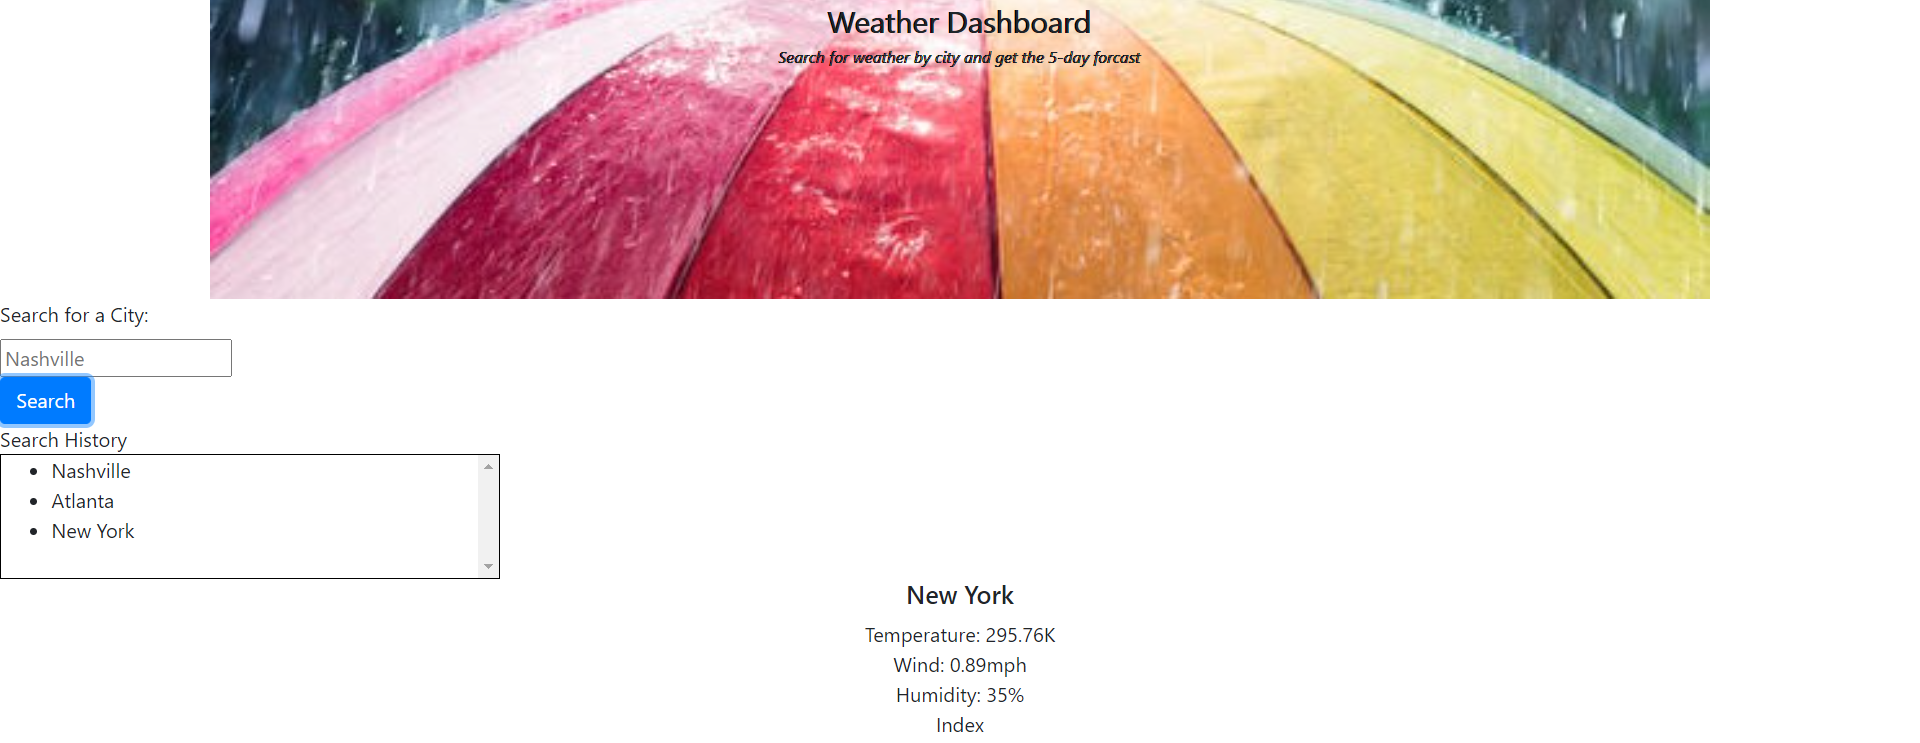 Weather Dashboard
Search for weather by city and get the 5-day forcast
Search for a City:
Nashville
Search
Search History
Nashville
Atlanta
New York
New York
Temperature: 295.76K
Wind: 0.89mph
Humidity: 35%
Index